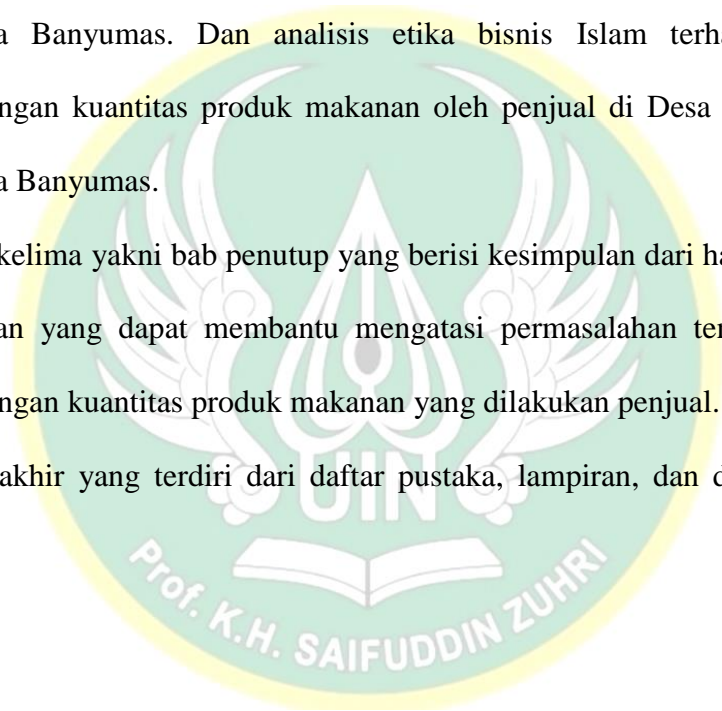 a Banyumas. Dan analisis etika bisnis Islam terha
ngan kuantitas produk makanan oleh penjual di Desa
a Banyumas.
kelima yakni bab penutup yang berisi kesimpulan dari ha
an yang dapat membantu mengatasi permasalahan ter
ngan kuantitas produk makanan yang dilakukan penjual.
akhir yang terdiri dari daftar pustaka, lampiran, dan d
UIN
Prof. K.H. SAIFUDDIN ZUHRI